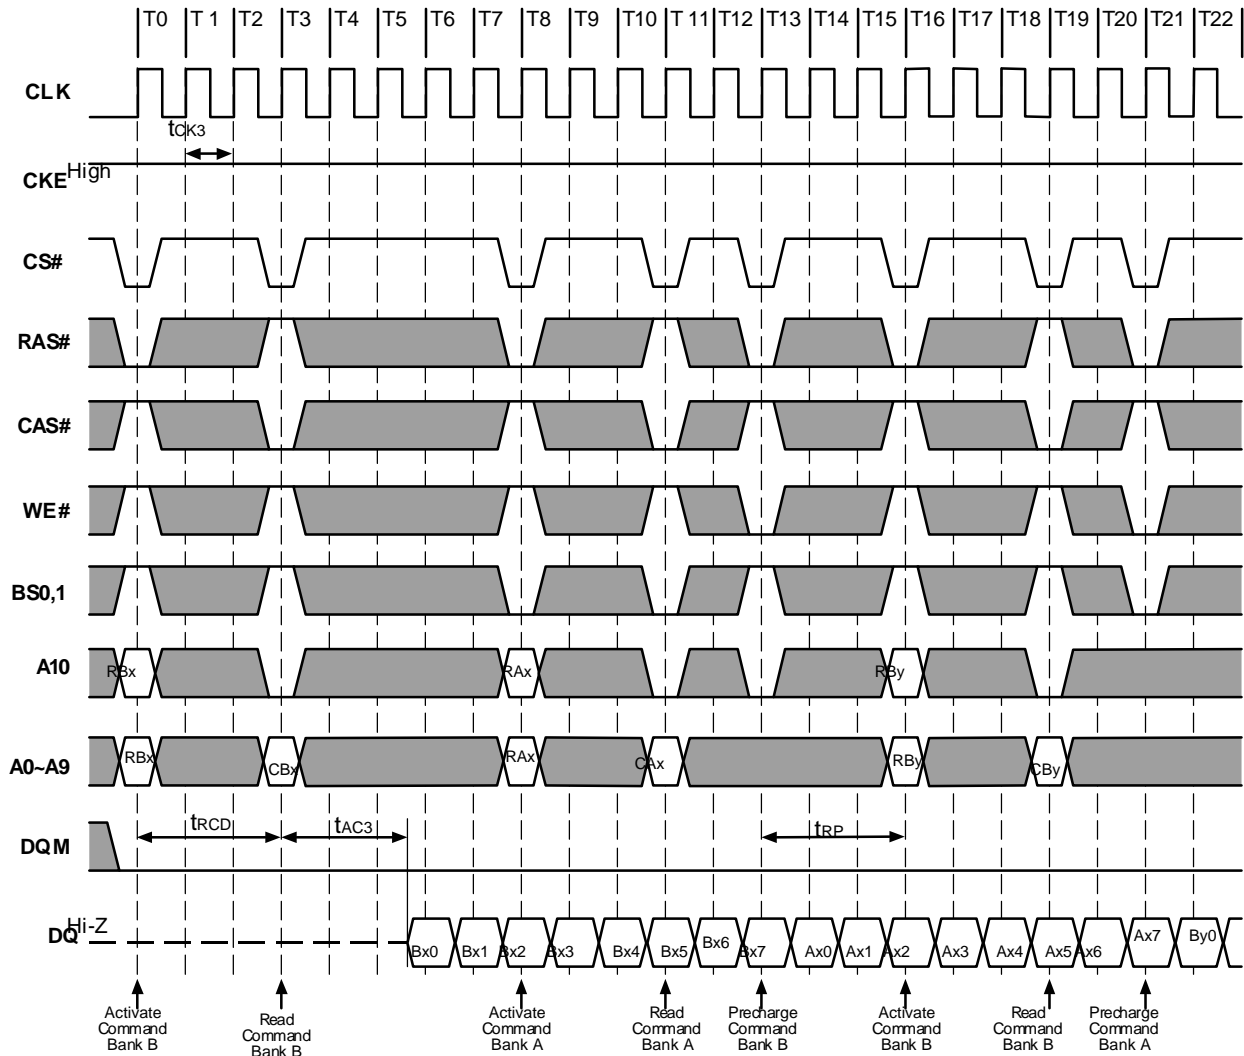 T0 T 1 T2 T3 T4 T5 T6 T7 T8 T9 T10 T 11 T12 T13 T14 T15 T16 T17 T18 T19 T20 T21 T22
CLK
tCK3
High
CKE
CS#
RAS#
CAS#
WE#
BS0,1
A10 RBx RAx RBy
A0~A9 RBx CBx RAx CAx RBy CBy
tRCD tAC3 tRP
DQM
Hi-Z
DQ Bx0 Bx1 Bx2 Bx3 Bx4 Bx5 Bx6 Bx7 Ax0 Ax1 Ax2 Ax3 Ax4 Ax5 Ax6 Ax7 By0
Activate
Command
Bank B
Read
Command
Bank B
Activate
Command
Bank A
Read
Command
Bank A
Precharge
Command
Bank B
Activate
Command
Bank B
Read
Command
Bank B
Precharge
Command
Bank A